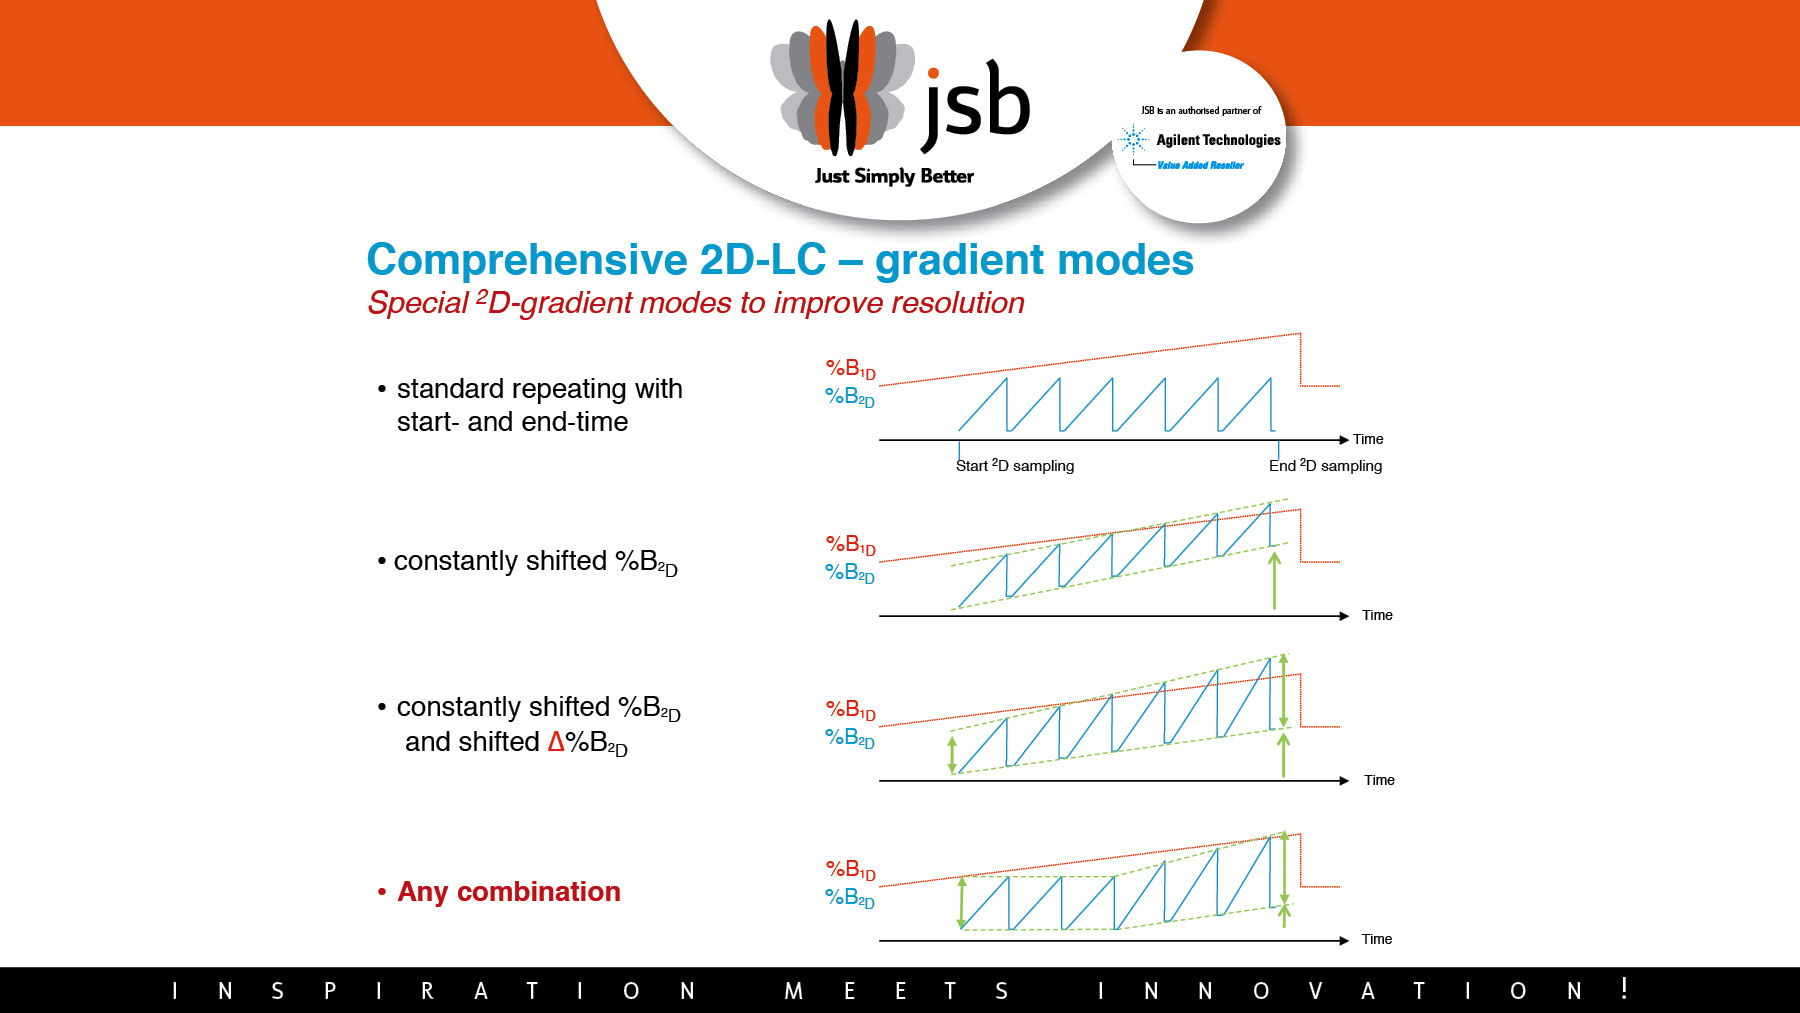 jsb
Just Simply Better
JSB is an authorised partner of
Agilent Technologies
Value Added Reseller
Comprehensive 2D-LC – gradient modes
Special ²D-gradient modes to improve resolution
• standard repeating with
start- and end-time
%B₁D
%B₂D
Time
Start ²D sampling
End ²D sampling
• constantly shifted %B₂D
%B₁D
%B₂D
Time
• constantly shifted %B₂D
and shifted Δ%B₂D
%B₁D
%B₂D
Time
• Any combination
%B₁D
%B₂D
Time
INSPIRATION MEETS INNOVATION!